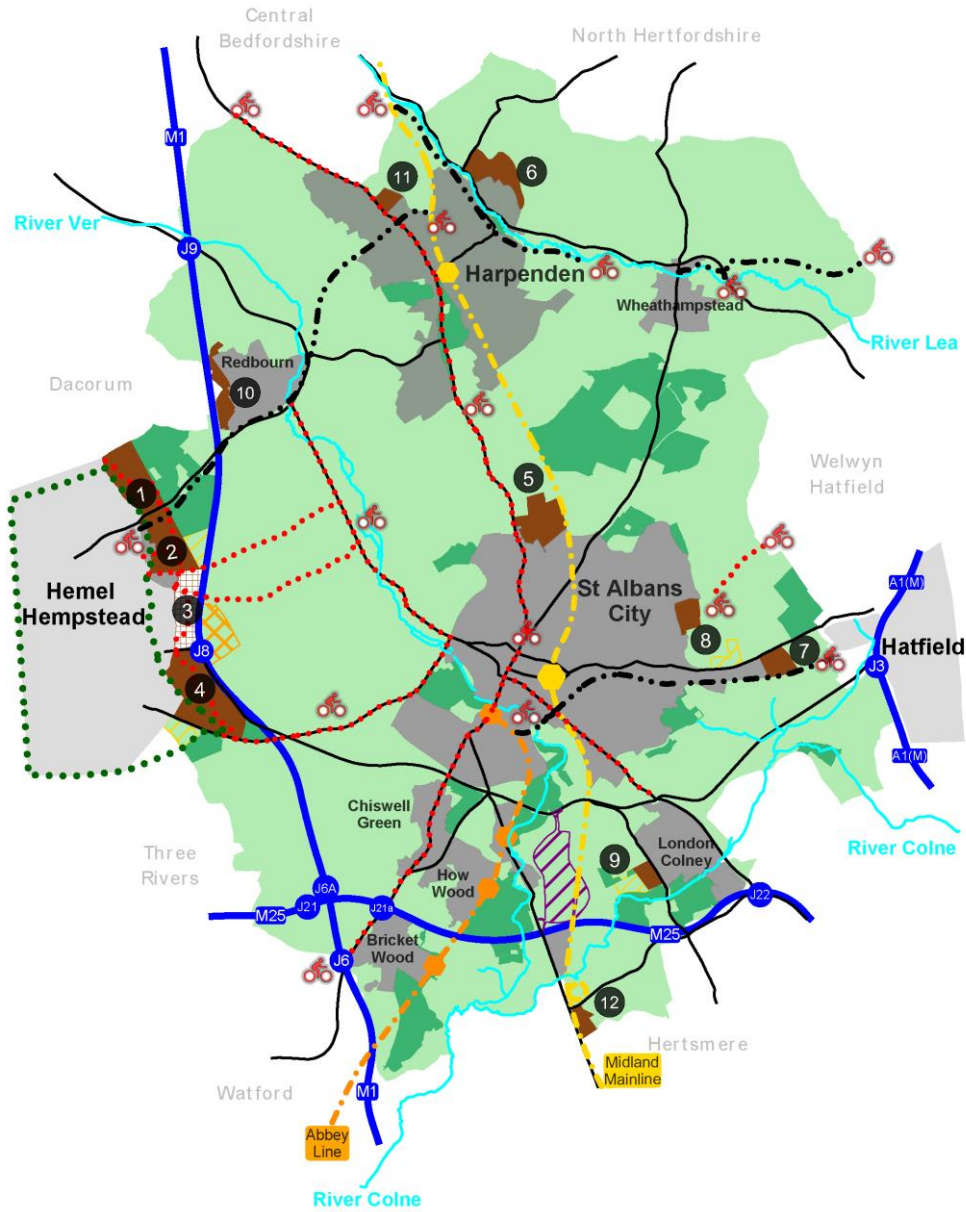 Central
Bedfordshire
North Hertfordshire
M1
11
6
River Ver
J9
Harpenden
Wheathampstead
River Lea
Redbourn
Dacorum
10
5
Welwyn
Hatfield
1
2
A1(M)
Hemel
Hempstead
St Albans
City
3
8
7
Hatfield
J8
J3
4
A1(M)
Chiswell
Green
London
Colney
River Colne
Three
Rivers
9
How
Wood
J6A
J22
J21
J21a
M25
M25
Bricket
Wood
J6
12
Hertsmere
Midland
Mainline
Watford
M1
Abbey
Line
River Colne